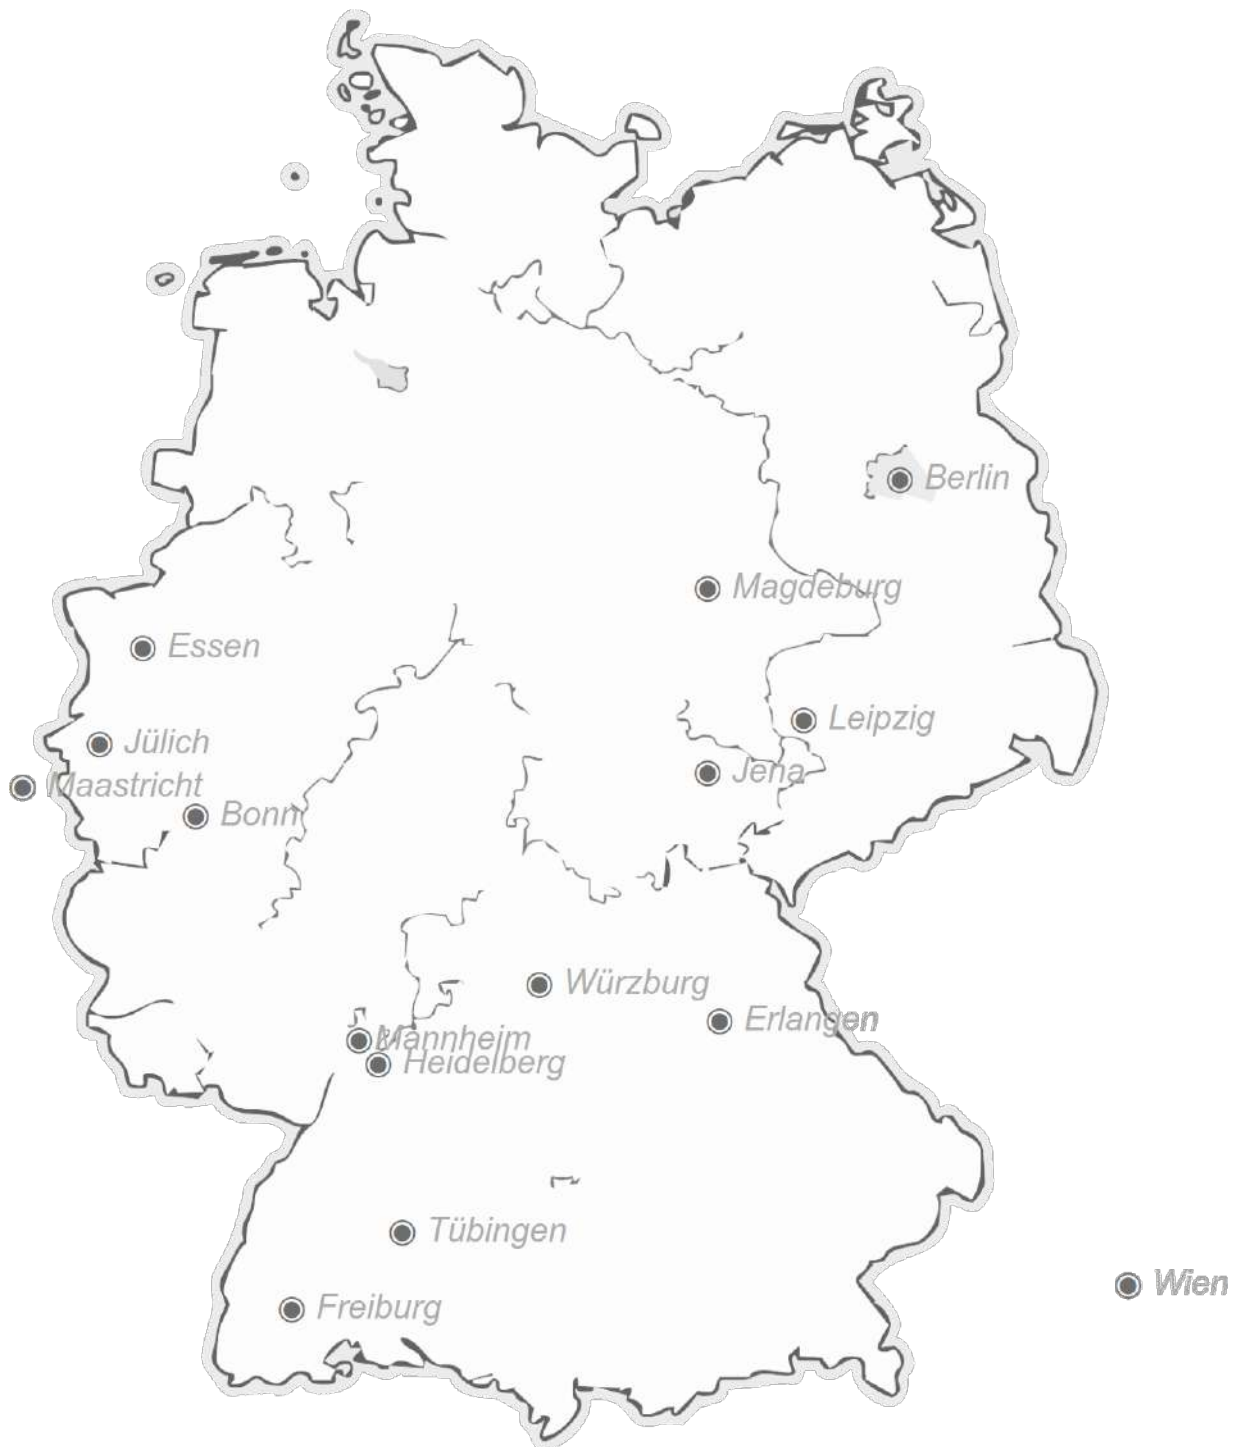 Berlin
Magdeburg
Essen
Leipzig
Jülich
Jena
Maastricht
Bonn
Würzburg
Erlangen
Mannheim
Heidelberg
Tübingen
Wien
Freiburg